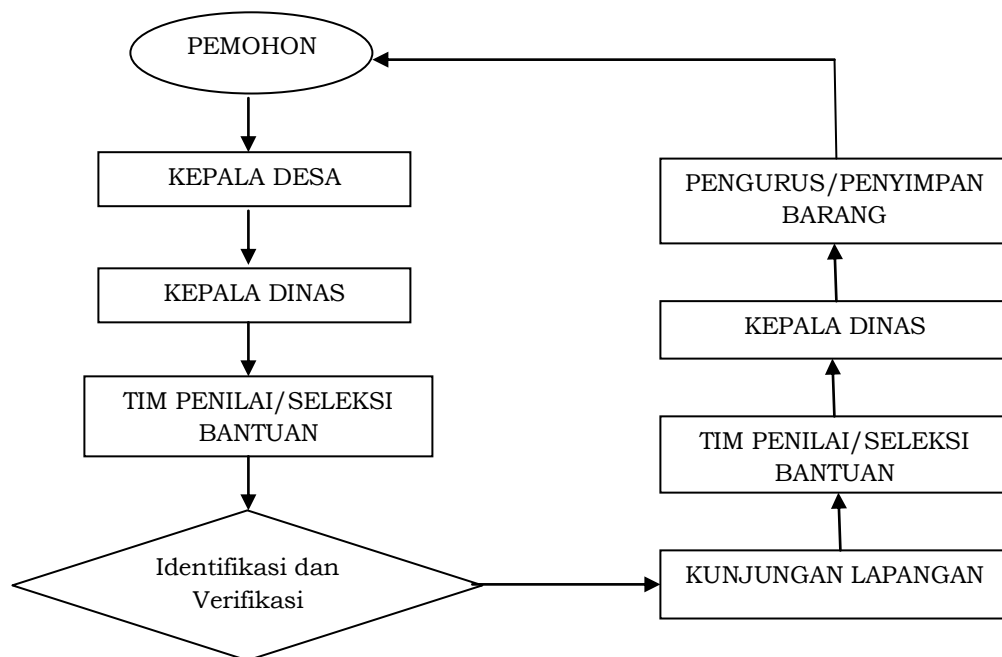 PEMOHON
KEPALA DESA
KEPALA DINAS
TIM PENILAI/SELEKSI
BANTUAN
Identifikasi dan
Verifikasi
KUNJUNGAN LAPANGAN
TIM PENILAI/SELEKSI
BANTUAN
KEPALA DINAS
PENGURUS/PENYIMPAN
BARANG